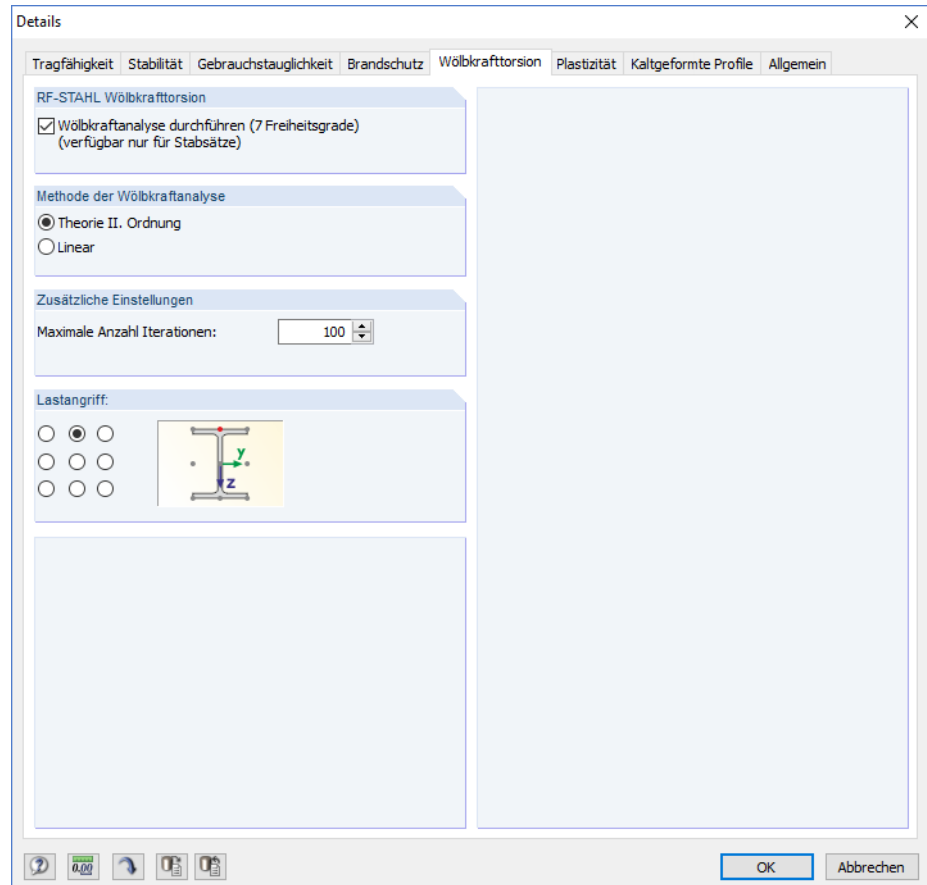 Details
Tragfähigkeit Stabilität Gebrauchstauglichkeit Brandschutz Wölbkrafttorsion Plastizität Kaltgeformte Profile Allgemein
RF-STAHL Wölbkrafttorsion
Wölbkraftanalyse durchführen (7 Freiheitsgrade)
(verfügbar nur für Stabsätze)
Methode der Wölbkraftanalyse
Theorie II. Ordnung
Linear
Zusätzliche Einstellungen
Maximale Anzahl Iterationen: 100
Lastangriff:
y
z
0.00
OK Abbrechen